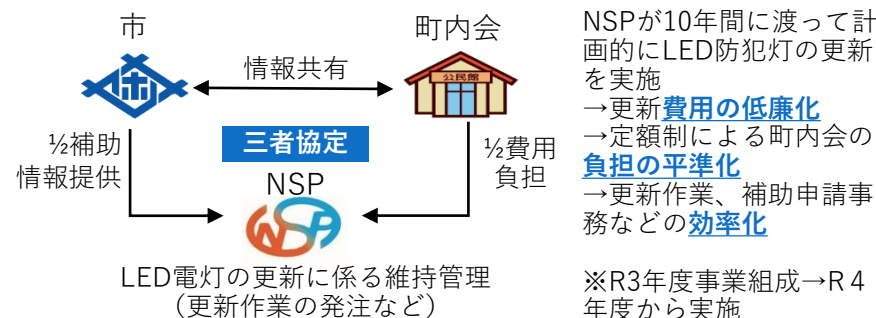 市
町内会
情報共有
公民館
½補助
情報提供
三者協定
½費用
負担
NSP
NSP
LED電灯の更新に係る維持管理
（更新作業の発注など）
NSPが10年間に渡って計
画的にLED防犯灯の更新
を実施
→更新費用の低廉化
→定額制による町内会の
負担の平準化
→更新作業、補助申請事
務などの効率化
※R3年度事業組成→R４
年度から実施